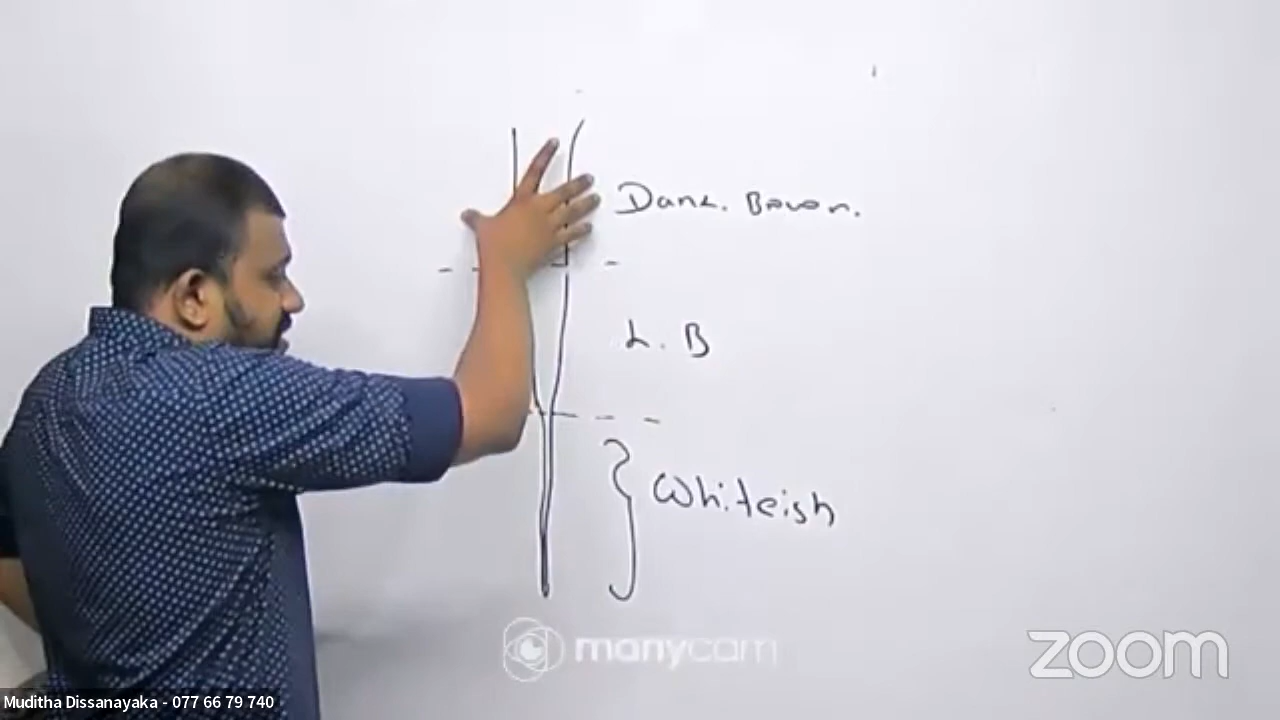 Dark. Brown.
L. B
Whiteish
manycam
zoom
Muditha Dissanayaka - 077 66 79 740